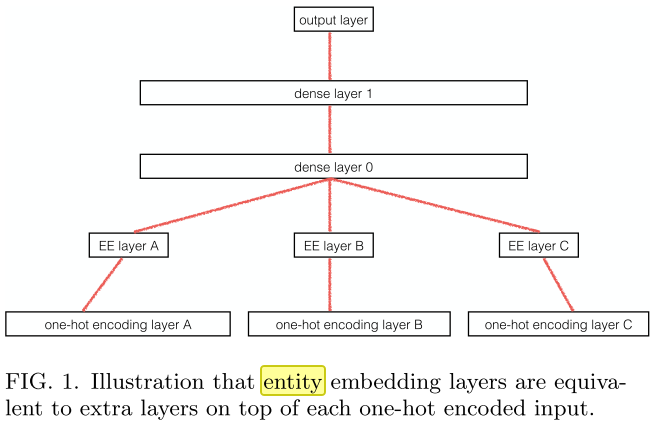 output layer
dense layer 1
dense layer 0
EE layer A
EE layer B
EE layer C
one-hot encoding layer A
one-hot encoding layer B
one-hot encoding layer C
FIG. 1. Illustration that entity embedding layers are equiva-
lent to extra layers on top of each one-hot encoded input.